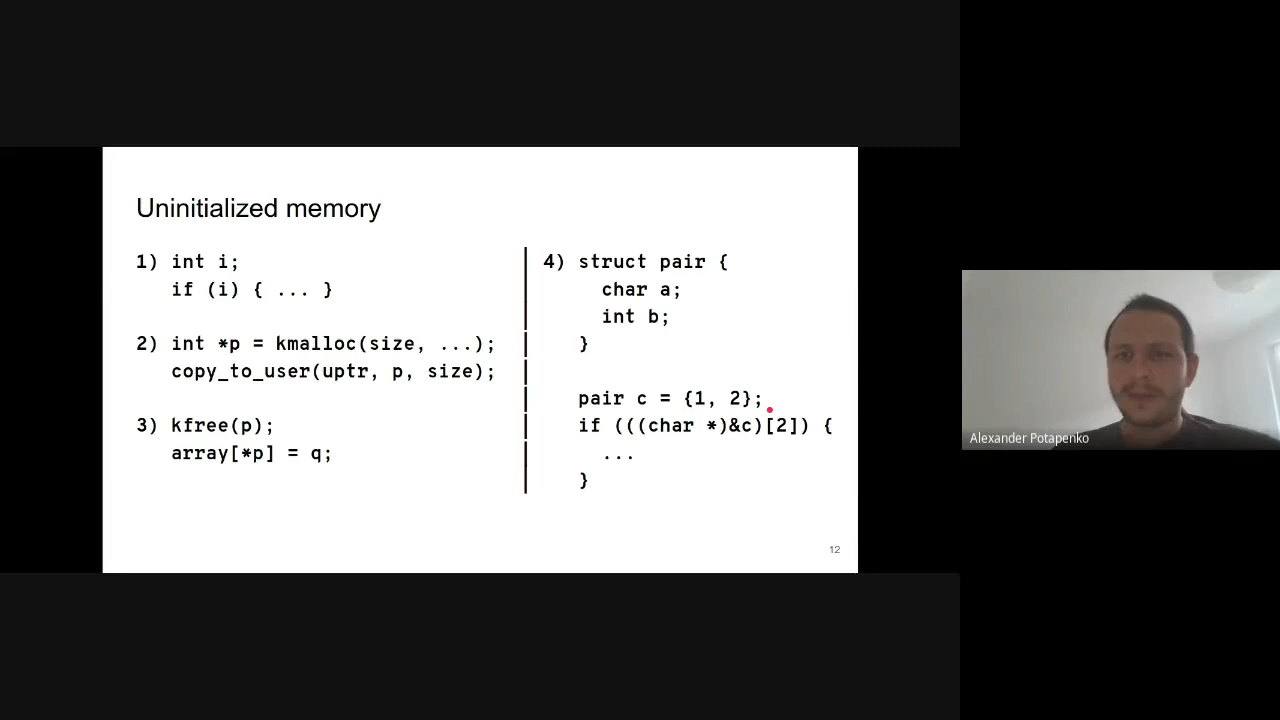 Uninitialized memory
1) int i;
if (i) { ... }
2) int *p = kmalloc(size, ...);
copy_to_user(uptr, p, size);
3) kfree(p);
array[*p] = q;
4) struct pair {
char a;
int b;
}
pair c = {1, 2};
if (((char *)&c)[2]) {
...
}
12
Alexander Potapenko